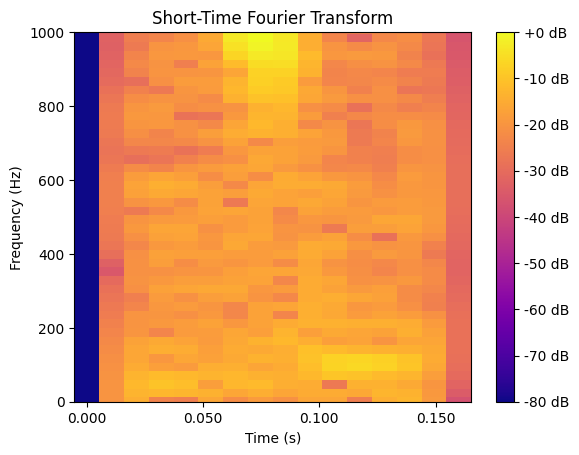 Short-Time Fourier Transform
Frequency (Hz)
1000
800
600
400
200
0
0.000
0.050
0.100
0.150
Time (s)
+0 dB
-10 dB
-20 dB
-30 dB
-40 dB
-50 dB
-60 dB
-70 dB
-80 dB